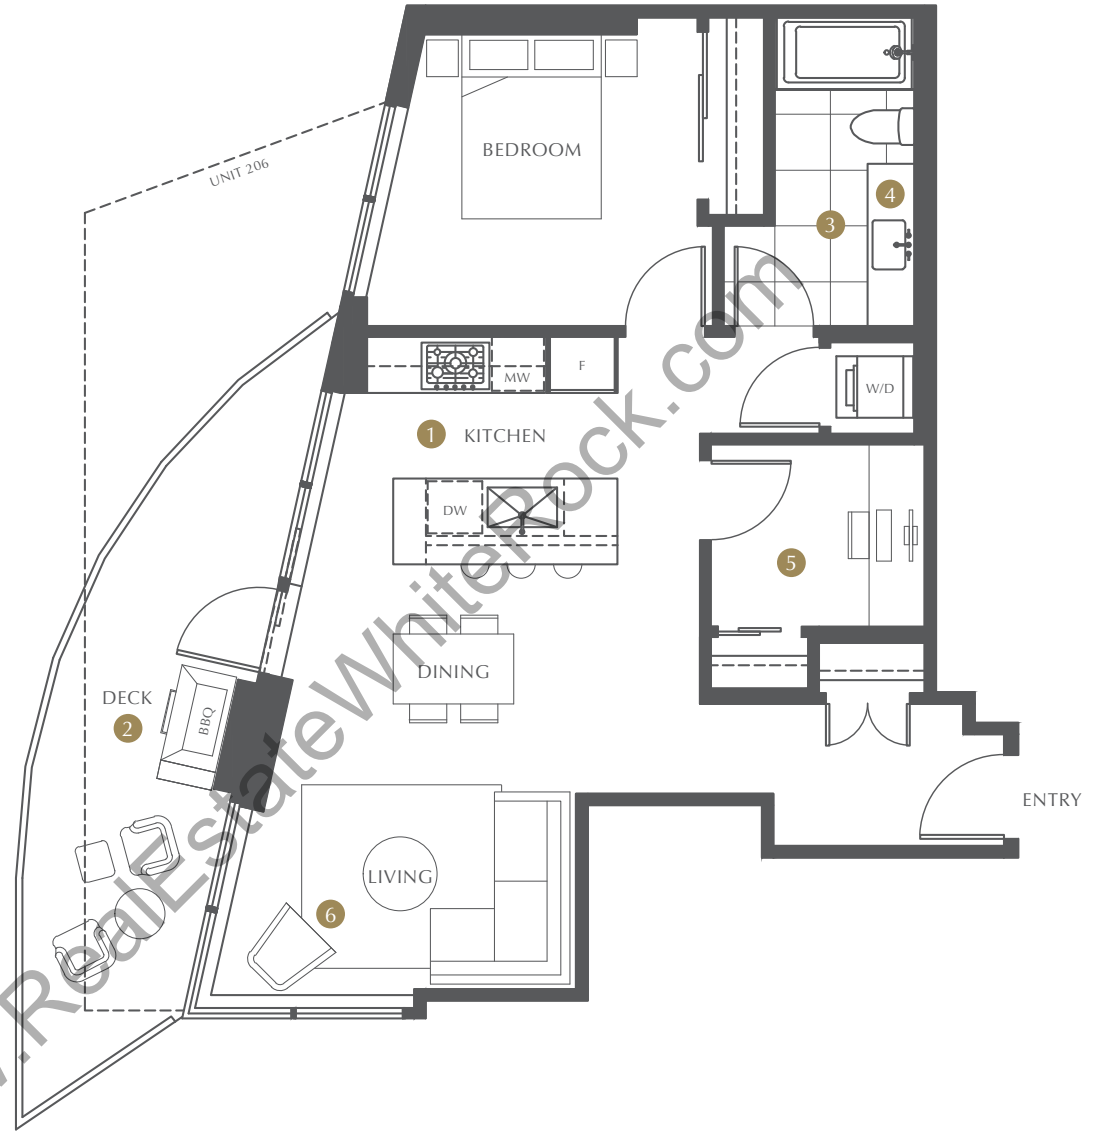 BEDROOM
UNIT 206
4
3
MW
F
W/D
1 KITCHEN
DW
5
DINING
DECK
2
BBQ
ENTRY
LIVING
6
.RealEstateWhiteRock.com